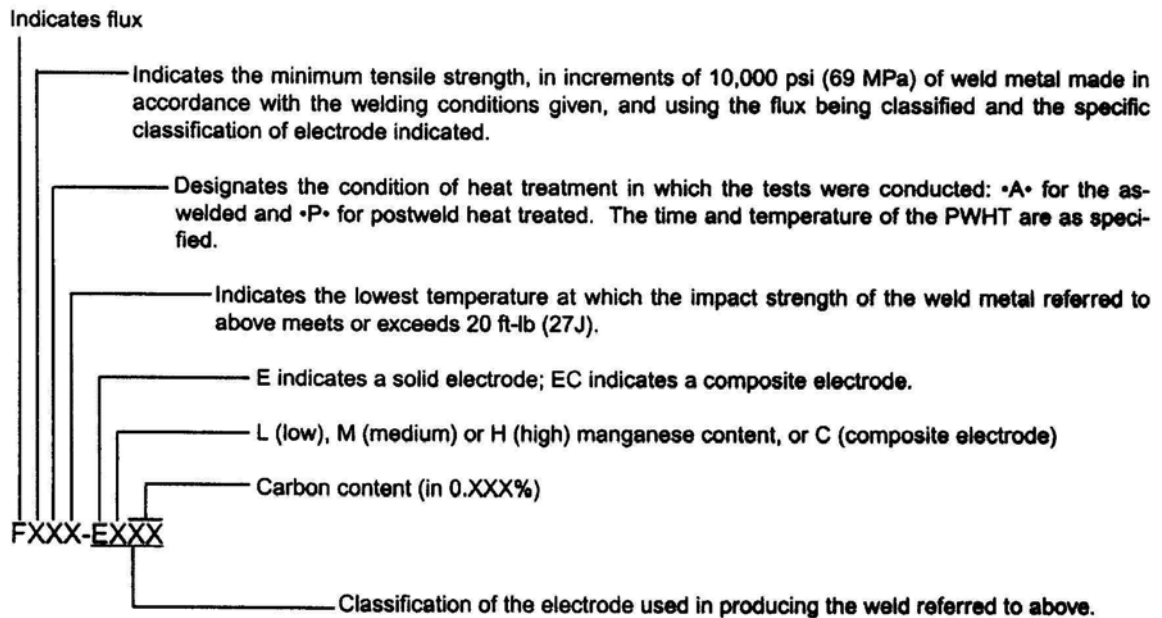 Indicates flux
Indicates the minimum tensile strength, in increments of 10,000 psi (69 MPa) of weld metal made in
accordance with the welding conditions given, and using the flux being classified and the specific
classification of electrode indicated.
Designates the condition of heat treatment in which the tests were conducted: •A• for the as-
welded and •P• for postweld heat treated. The time and temperature of the PWHT are as speci-
fied.
Indicates the lowest temperature at which the impact strength of the weld metal referred to
above meets or exceeds 20 ft-lb (27J).
E indicates a solid electrode; EC indicates a composite electrode.
L (low), M (medium) or H (high) manganese content, or C (composite electrode)
Carbon content (in 0.XXX%)
FXXX-EXXX
Classification of the electrode used in producing the weld referred to above.